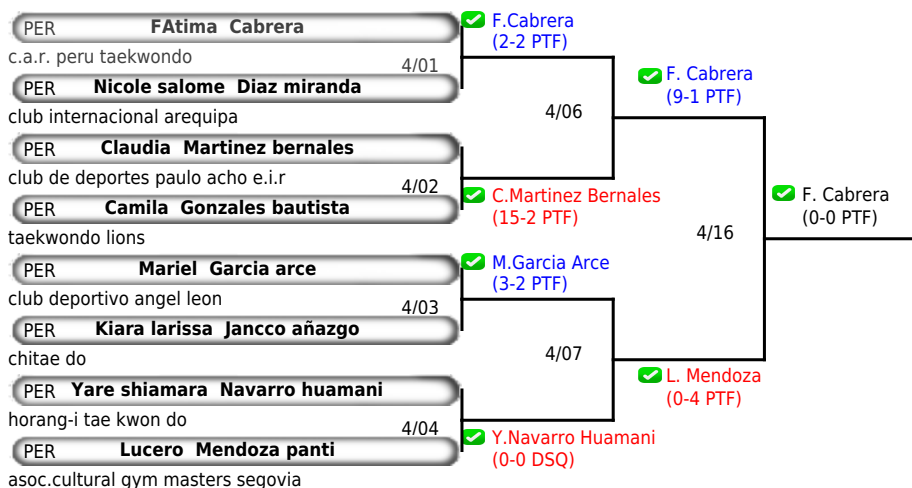 PER FAtima Cabrera
c.a.r. peru taekwondo
4/01
PER Nicole salome Diaz miranda
club internacional arequipa
PER Claudia Martinez bernales
club de deportes paulo acho e.i.r
4/02
PER Camila Gonzales bautista
taekwondo lions
PER Mariel Garcia arce
club deportivo angel leon
4/03
PER Kiara larissa Jancco añazgo
chitae do
PER Yare shiamara Navarro huamani
horang-i tae kwon do
4/04
PER Lucero Mendoza panti
asoc.cultural gym masters segovia
F.Cabrera
(2-2 PTF)
4/06
C.Martinez Bernales
(15-2 PTF)
M.Garcia Arce
(3-2 PTF)
4/07
Y.Navarro Huamani
(0-0 DSQ)
F. Cabrera
(9-1 PTF)
4/16
L. Mendoza
(0-4 PTF)
F. Cabrera
(0-0 PTF)